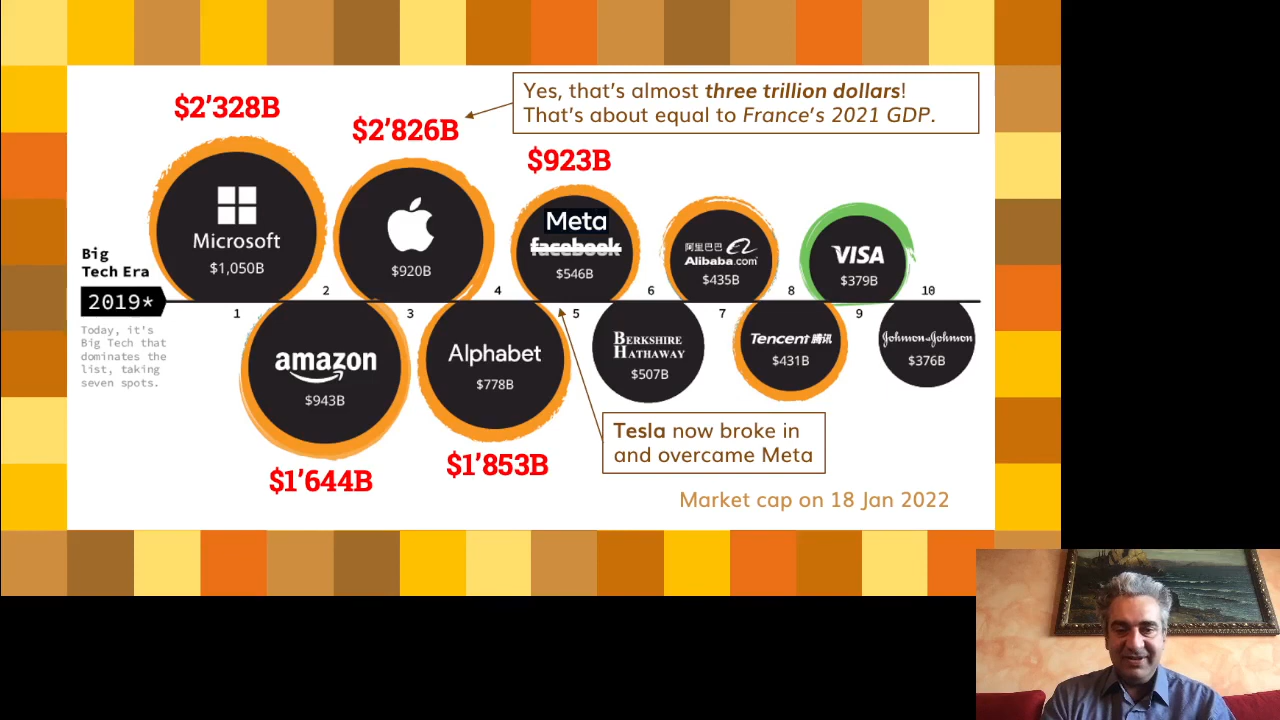 Yes, that's almost three trillion dollars!
That's about equal to France's 2021 GDP.
$2'328B
$2'826B
$923B
Microsoft
$1,050B
$920B
Meta
facebook
$546B
阿里巴巴
Alibaba.com
$435B
VISA
$379B
Big
Tech Era
2019*
Today, it's
Big Tech that
dominates the
list, taking
seven spots.
1
2
3
4
5
6
7
8
9
10
amazon
$943B
Alphabet
$778B
BERKSHIRE
HATHAWAY
$507B
Tencent 腾讯
$431B
Johnson&Johnson
$376B
$1'644B
$1'853B
Tesla now broke in
and overcame Meta
Market cap on 18 Jan 2022